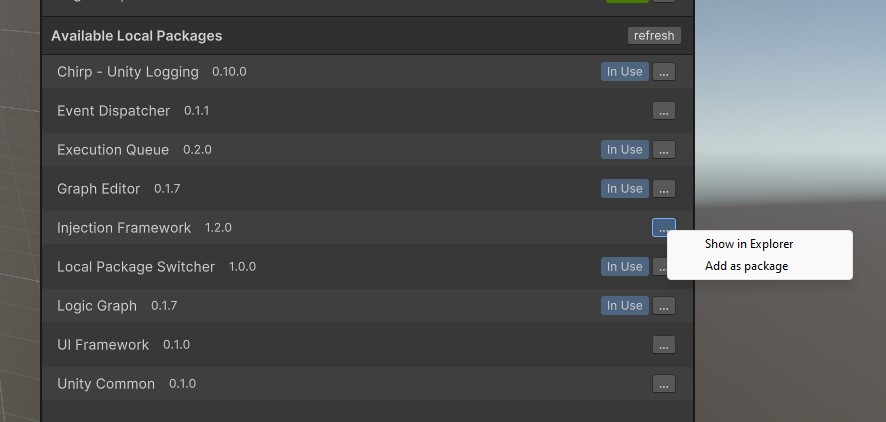 Available Local Packages refresh
Chirp - Unity Logging 0.10.0 In Use ...
Event Dispatcher 0.1.1 ...
Execution Queue 0.2.0 In Use ...
Graph Editor 0.1.7 In Use ...
Injection Framework 1.2.0 ...
Show in Explorer
Add as package
Local Package Switcher 1.0.0 In Use ...
Logic Graph 0.1.7 In Use ...
UI Framework 0.1.0 ...
Unity Common 0.1.0 ...